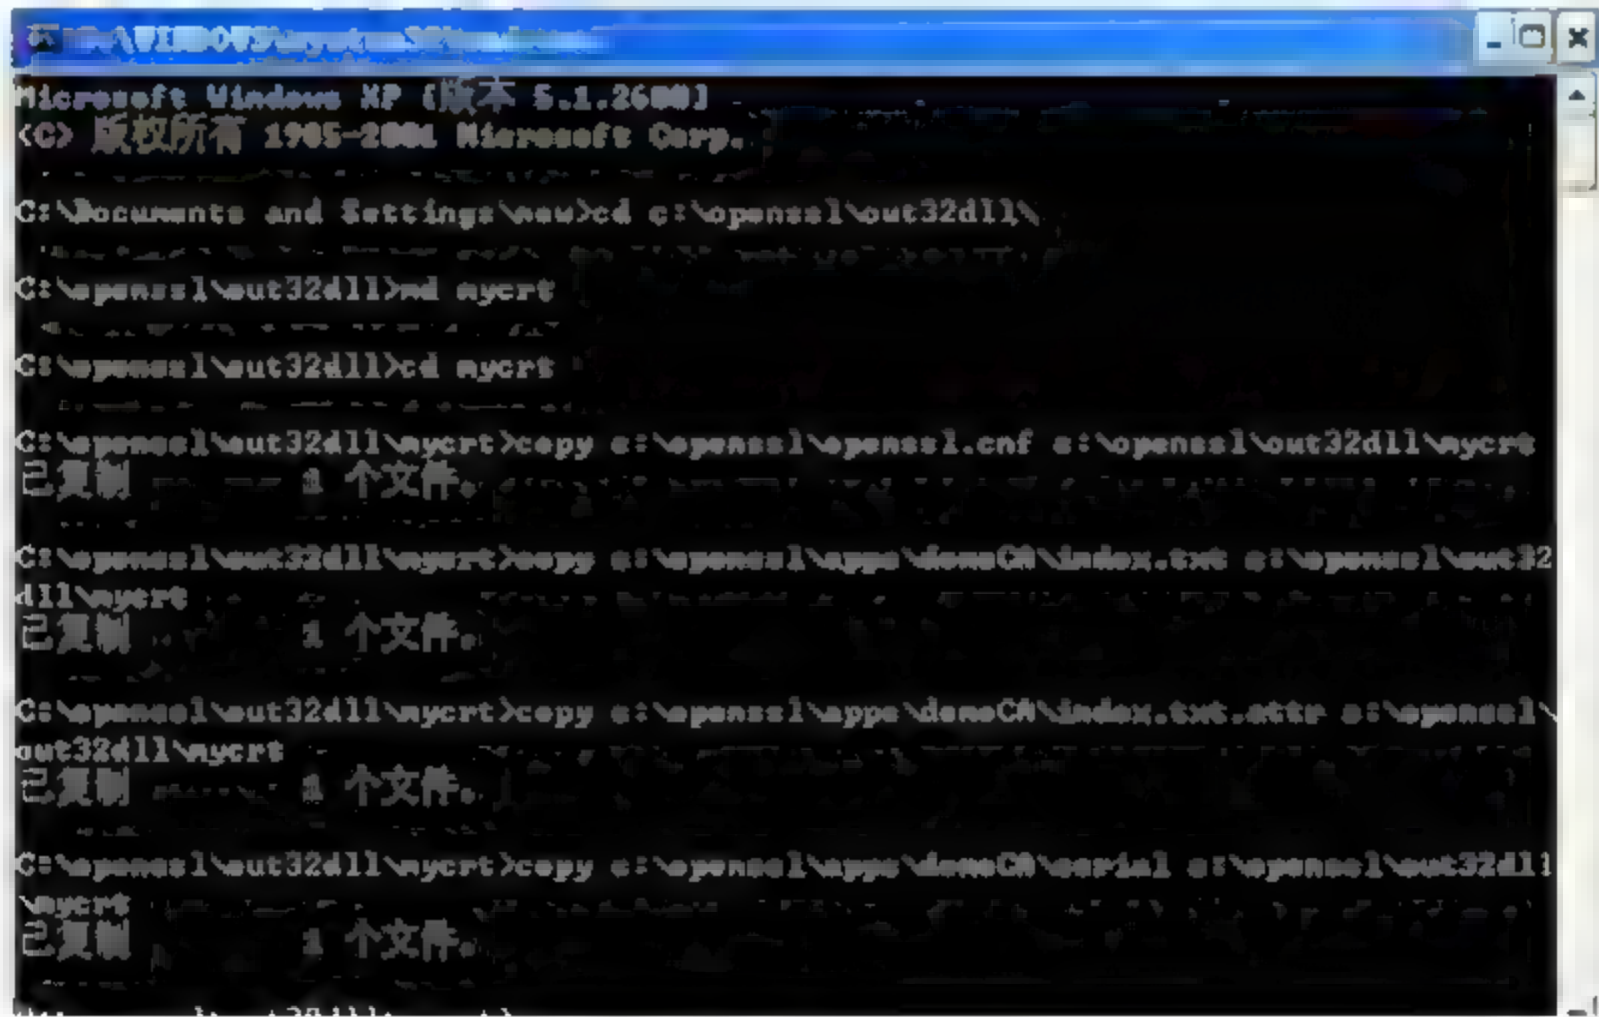 Microsoft Windows XP [版本 5.1.2600]
(C) 版权所有 1985-2001 Microsoft Corp.
C:\Documents and Settings\new>cd c:\openssl\out32dll\
C:\openssl\out32dll>md mycrt
C:\openssl\out32dll>cd mycrt
C:\openssl\out32dll\mycrt>copy c:\openssl\openssl.cnf c:\openssl\out32dll\mycrt
已复制         1 个文件。
C:\openssl\out32dll\mycrt>copy c:\openssl\apps\demoCA\index.txt c:\openssl\out32
dll\mycrt
已复制         1 个文件。
C:\openssl\out32dll\mycrt>copy c:\openssl\apps\demoCA\index.txt.attr c:\openssl\
out32dll\mycrt
已复制         1 个文件。
C:\openssl\out32dll\mycrt>copy c:\openssl\apps\demoCA\serial c:\openssl\out32dll
\mycrt
已复制         1 个文件。